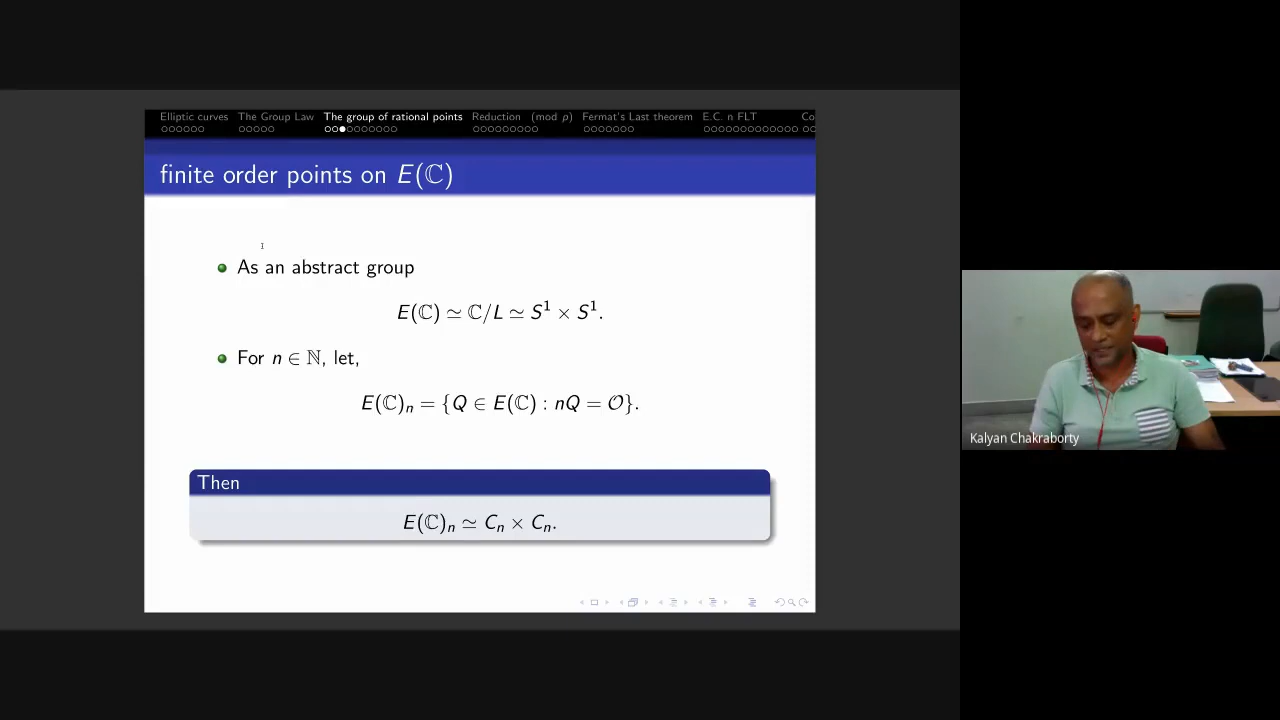 Elliptic curves The Group Law The group of rational points Reduction (mod p) Fermat's Last theorem E.C. n FLT Co
finite order points on E(ℂ)
As an abstract group
E(ℂ) ≃ ℂ/L ≃ S¹ × S¹.
For n ∈ ℕ, let,
E(ℂ)ₙ = {Q ∈ E(ℂ) : nQ = 𝒪}.
Then
E(ℂ)ₙ ≃ Cₙ × Cₙ.
Kalyan Chakraborty